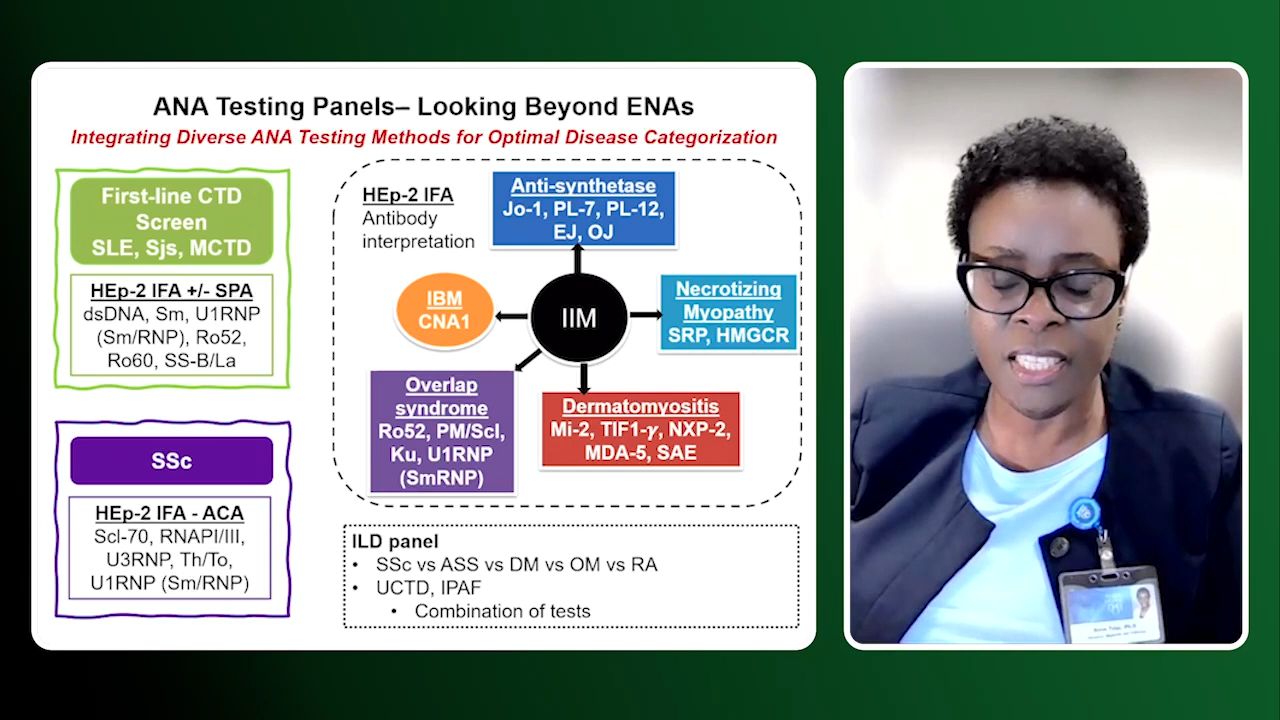 ANA Testing Panels– Looking Beyond ENAs
Integrating Diverse ANA Testing Methods for Optimal Disease Categorization
First-line CTD
Screen
SLE, Sjs, MCTD
HEp-2 IFA +/- SPA
dsDNA, Sm, U1RNP
(Sm/RNP), Ro52,
Ro60, SS-B/La
SSc
HEp-2 IFA - ACA
Scl-70, RNAPI/III,
U3RNP, Th/To,
U1RNP (Sm/RNP)
HEp-2 IFA
Antibody
interpretation
Anti-synthetase
Jo-1, PL-7, PL-12,
EJ, OJ
IBM
CNA1
IIM
Necrotizing
Myopathy
SRP, HMGCR
Overlap
syndrome
Ro52, PM/Scl,
Ku, U1RNP
(SmRNP)
Dermatomyositis
Mi-2, TIF1-γ, NXP-2,
MDA-5, SAE
ILD panel
• SSc vs ASS vs DM vs OM vs RA
• UCTD, IPAF
• Combination of tests